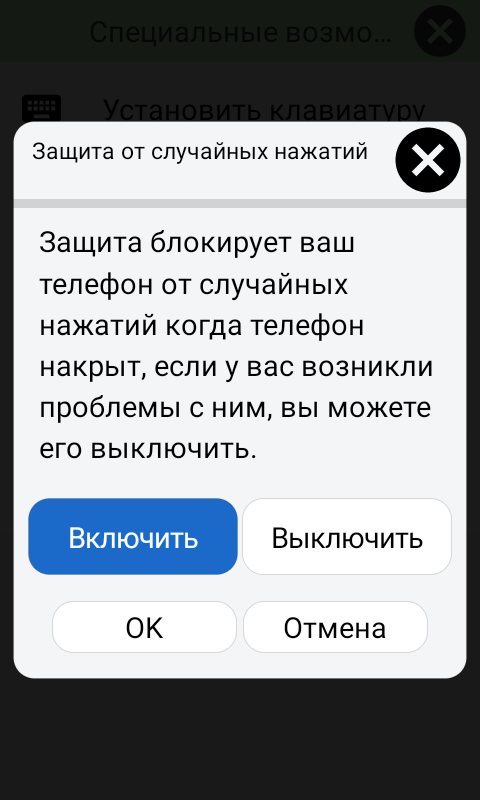 Специальные возмо...
Установить клавиатуру
Защита от случайных нажатий
Защита блокирует ваш
телефон от случайных
нажатий когда телефон
накрыт, если у вас возникли
проблемы с ним, вы можете
его выключить.
Включить
Выключить
OK
Отмена